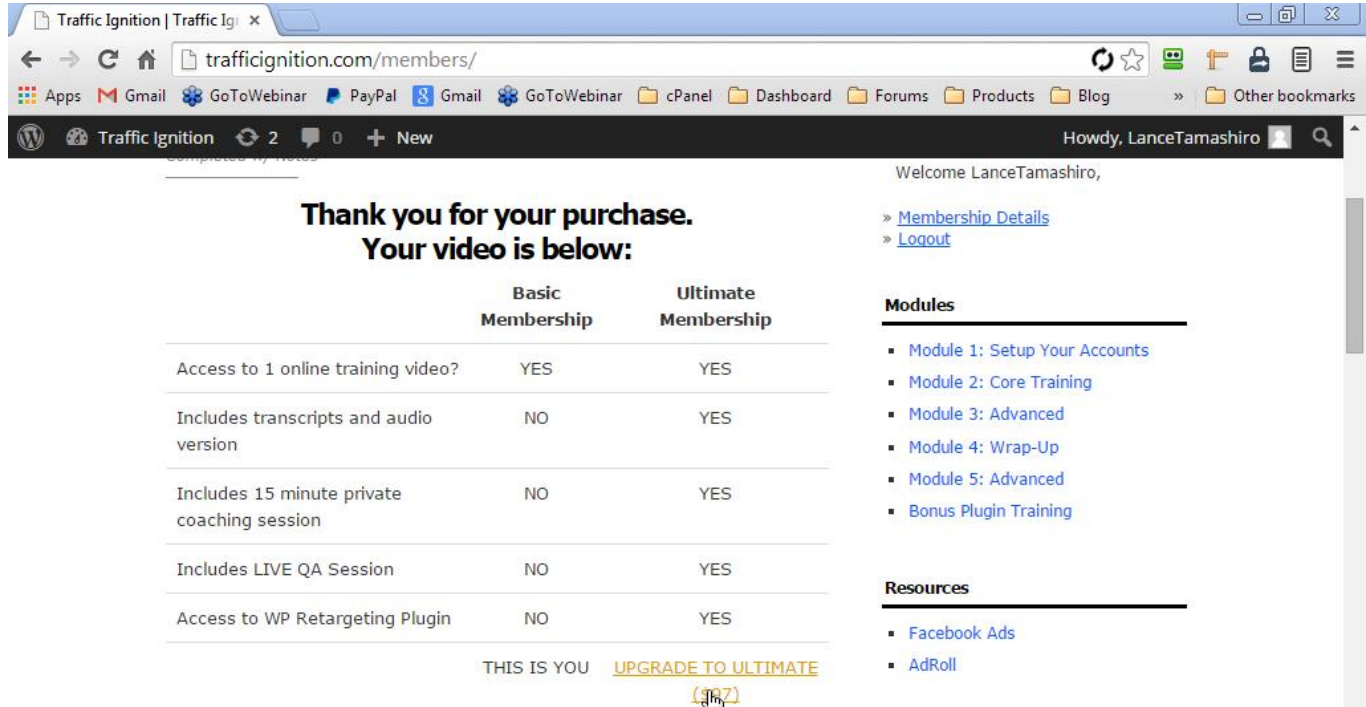 Traffic Ignition | Traffic Ig
trafficignition.com/members/
Apps Gmail GoToWebinar PayPal 8 Gmail GoToWebinar cPanel Dashboard Forums Products Blog » Other bookmarks
Traffic Ignition 2 0 + New Howdy, LanceTamashiro
Completed w/ Notes
Thank you for your purchase.
Your video is below:
Basic
Membership
Ultimate
Membership
Access to 1 online training video? YES YES
Includes transcripts and audio
version
NO YES
Includes 15 minute private
coaching session
NO YES
Includes LIVE QA Session NO YES
Access to WP Retargeting Plugin NO YES
THIS IS YOU UPGRADE TO ULTIMATE
($97)
Welcome LanceTamashiro,
» Membership Details
» Logout
Modules
Module 1: Setup Your Accounts
Module 2: Core Training
Module 3: Advanced
Module 4: Wrap-Up
Module 5: Advanced
Bonus Plugin Training
Resources
Facebook Ads
AdRoll